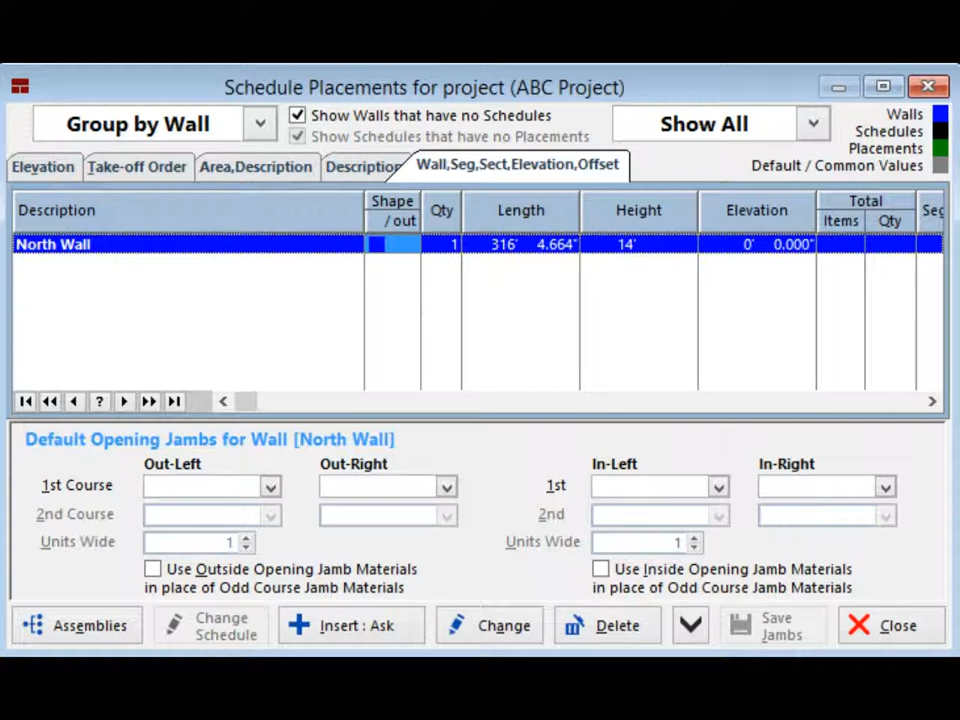 Schedule Placements for project (ABC Project)
Group by Wall
Show Walls that have no Schedules
Show Schedules that have no Placements
Show All
Walls
Schedules
Placements
Default / Common Values
Elevation Take-off Order Area,Description Description Wall,Seg,Sect,Elevation,Offset
Description Shape / out Qty Length Height Elevation Total Items Qty Seg
North Wall 1 316' 4.664" 14' 0' 0.000"
?
Default Opening Jambs for Wall [North Wall]
Out-Left Out-Right In-Left In-Right
1st Course 1st
2nd Course 2nd
Units Wide 1 Units Wide 1
Use Outside Opening Jamb Materials
in place of Odd Course Jamb Materials
Use Inside Opening Jamb Materials
in place of Odd Course Jamb Materials
Assemblies
Change
Schedule
Insert : Ask
Change
Delete
Save
Jambs
Close